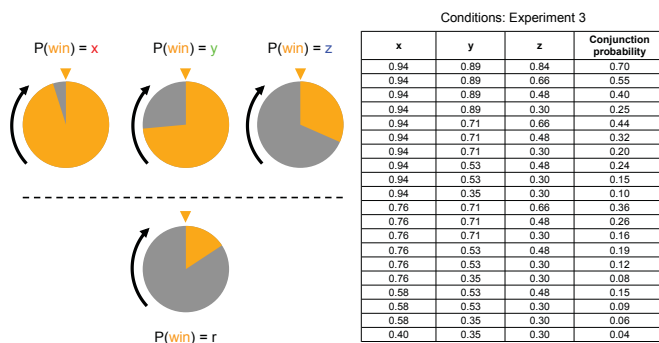 Conditions: Experiment 3
P(win) = x P(win) = y P(win) = z
x y z Conjunction probability
0.94 0.89 0.84 0.70
0.94 0.89 0.66 0.55
0.94 0.89 0.48 0.40
0.94 0.89 0.30 0.25
0.94 0.71 0.66 0.44
0.94 0.71 0.48 0.32
0.94 0.71 0.30 0.20
0.94 0.53 0.48 0.24
0.94 0.53 0.30 0.15
0.94 0.35 0.30 0.10
0.76 0.71 0.66 0.36
0.76 0.71 0.48 0.26
0.76 0.71 0.30 0.16
0.76 0.53 0.48 0.19
0.76 0.53 0.30 0.12
0.76 0.35 0.30 0.08
0.58 0.53 0.48 0.15
0.58 0.53 0.30 0.09
0.58 0.35 0.30 0.06
0.40 0.35 0.30 0.04
P(win) = r